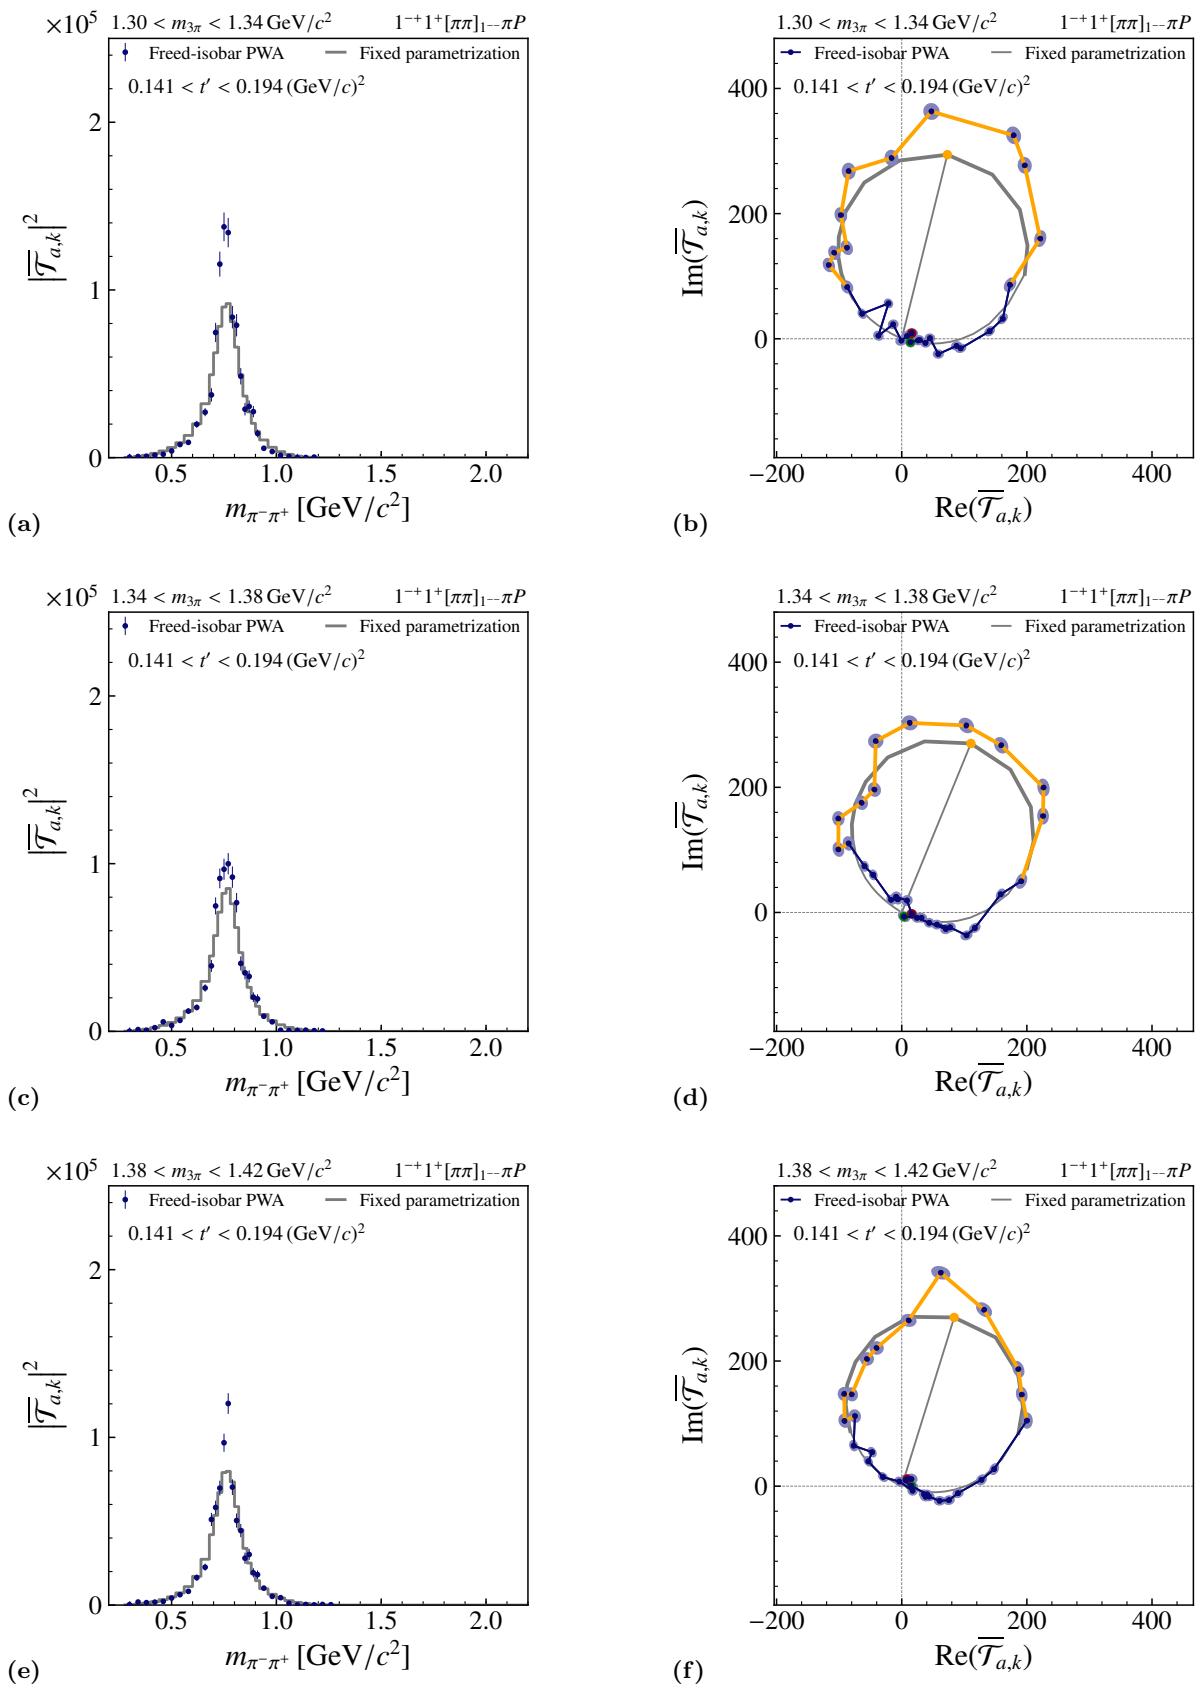 ×10⁵ 1.30 < m₃π < 1.34 GeV/c² 1⁻⁺1⁺[ππ]₁₋₋πP
Freed-isobar PWA Fixed parametrization
0.141 < t′ < 0.194 (GeV/c)²
2
1
0
|𝒯̄ₐ,ₖ|²
0.5 1.0 1.5 2.0
m_π⁻π⁺ [GeV/c²]
(a)
1.30 < m₃π < 1.34 GeV/c² 1⁻⁺1⁺[ππ]₁₋₋πP
Freed-isobar PWA Fixed parametrization
0.141 < t′ < 0.194 (GeV/c)²
400
200
0
Im(𝒯̄ₐ,ₖ)
−200 0 200 400
Re(𝒯̄ₐ,ₖ)
(b)
×10⁵ 1.34 < m₃π < 1.38 GeV/c² 1⁻⁺1⁺[ππ]₁₋₋πP
Freed-isobar PWA Fixed parametrization
0.141 < t′ < 0.194 (GeV/c)²
2
1
0
|𝒯̄ₐ,ₖ|²
0.5 1.0 1.5 2.0
m_π⁻π⁺ [GeV/c²]
(c)
1.34 < m₃π < 1.38 GeV/c² 1⁻⁺1⁺[ππ]₁₋₋πP
Freed-isobar PWA Fixed parametrization
0.141 < t′ < 0.194 (GeV/c)²
400
200
0
Im(𝒯̄ₐ,ₖ)
−200 0 200 400
Re(𝒯̄ₐ,ₖ)
(d)
×10⁵ 1.38 < m₃π < 1.42 GeV/c² 1⁻⁺1⁺[ππ]₁₋₋πP
Freed-isobar PWA Fixed parametrization
0.141 < t′ < 0.194 (GeV/c)²
2
1
0
|𝒯̄ₐ,ₖ|²
0.5 1.0 1.5 2.0
m_π⁻π⁺ [GeV/c²]
(e)
1.38 < m₃π < 1.42 GeV/c² 1⁻⁺1⁺[ππ]₁₋₋πP
Freed-isobar PWA Fixed parametrization
0.141 < t′ < 0.194 (GeV/c)²
400
200
0
Im(𝒯̄ₐ,ₖ)
−200 0 200 400
Re(𝒯̄ₐ,ₖ)
(f)